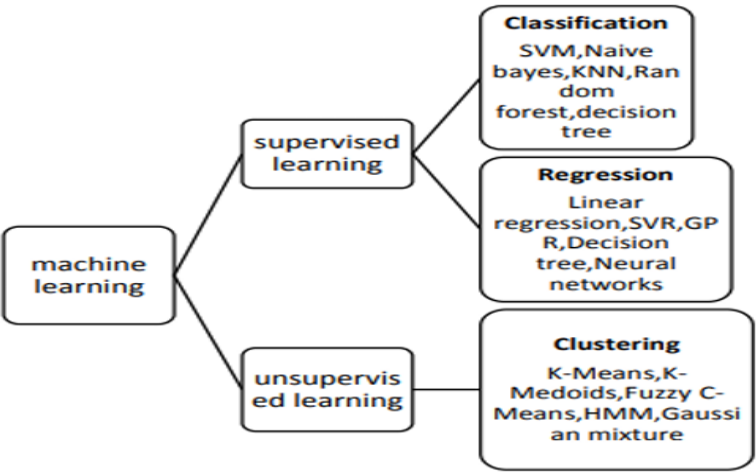 Classification
SVM,Naive
bayes,KNN,Ran
dom
forest,decision
tree
supervised
learning
Regression
Linear
regression,SVR,GP
R,Decision
tree,Neural
networks
machine
learning
Clustering
K-Means,K-
Medoids,Fuzzy C-
Means,HMM,Gaussi
an mixture
unsupervis
ed learning